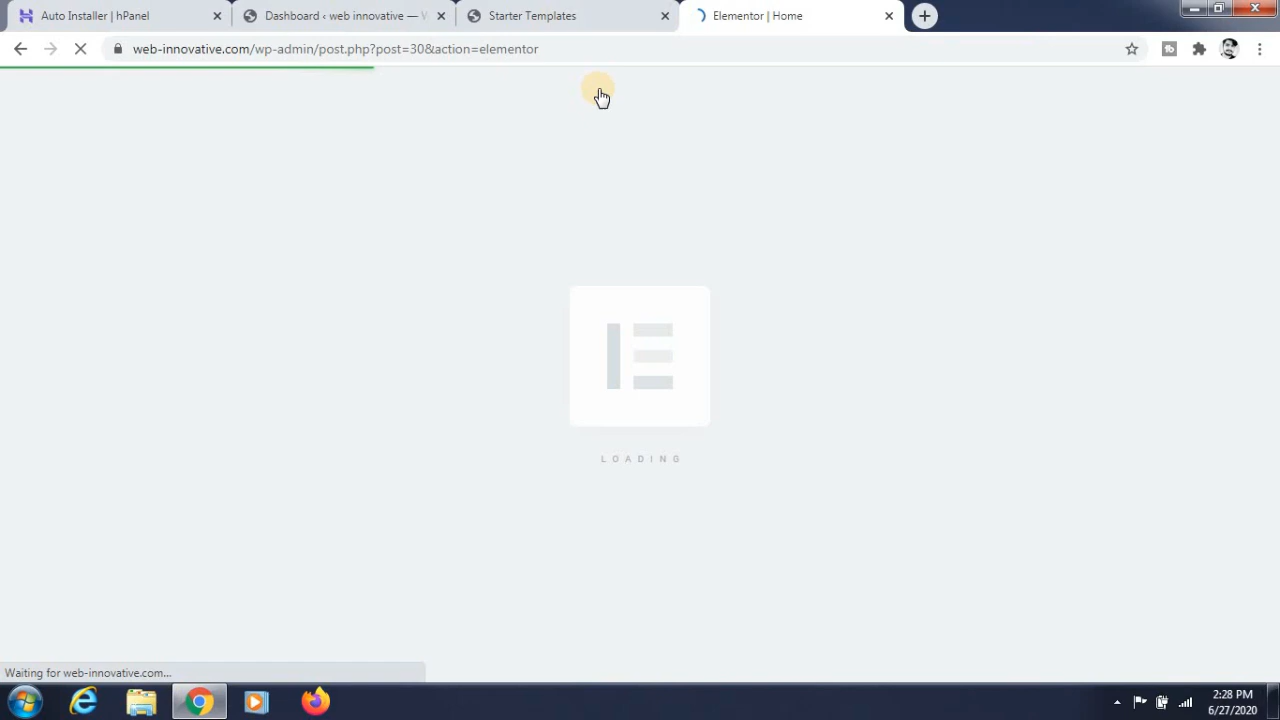 Auto Installer | hPanel
Dashboard ‹ web innovative — W
Starter Templates
Elementor | Home
web-innovative.com/wp-admin/post.php?post=30&action=elementor
LOADING
Waiting for web-innovative.com...
2:28 PM
6/27/2020